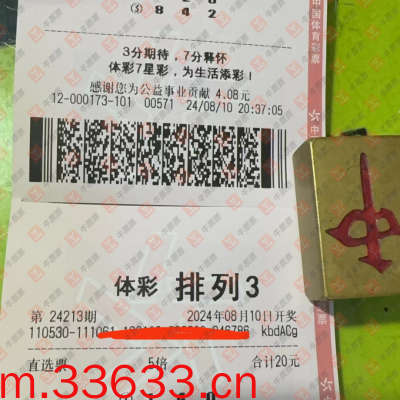 ③ 8 4 2
3分期待，7分释怀
体彩7星彩，为生活添彩！
感谢您为公益事业贡献 4.08元
12-000173-101 00571 24/08/10 20:37:05
中国体育彩票
中
体彩 排列3
第 24213期 2024年08月10日开奖
110530-111061 046786 kbdACg
直选票 5倍 合计20元
m.33633.cn